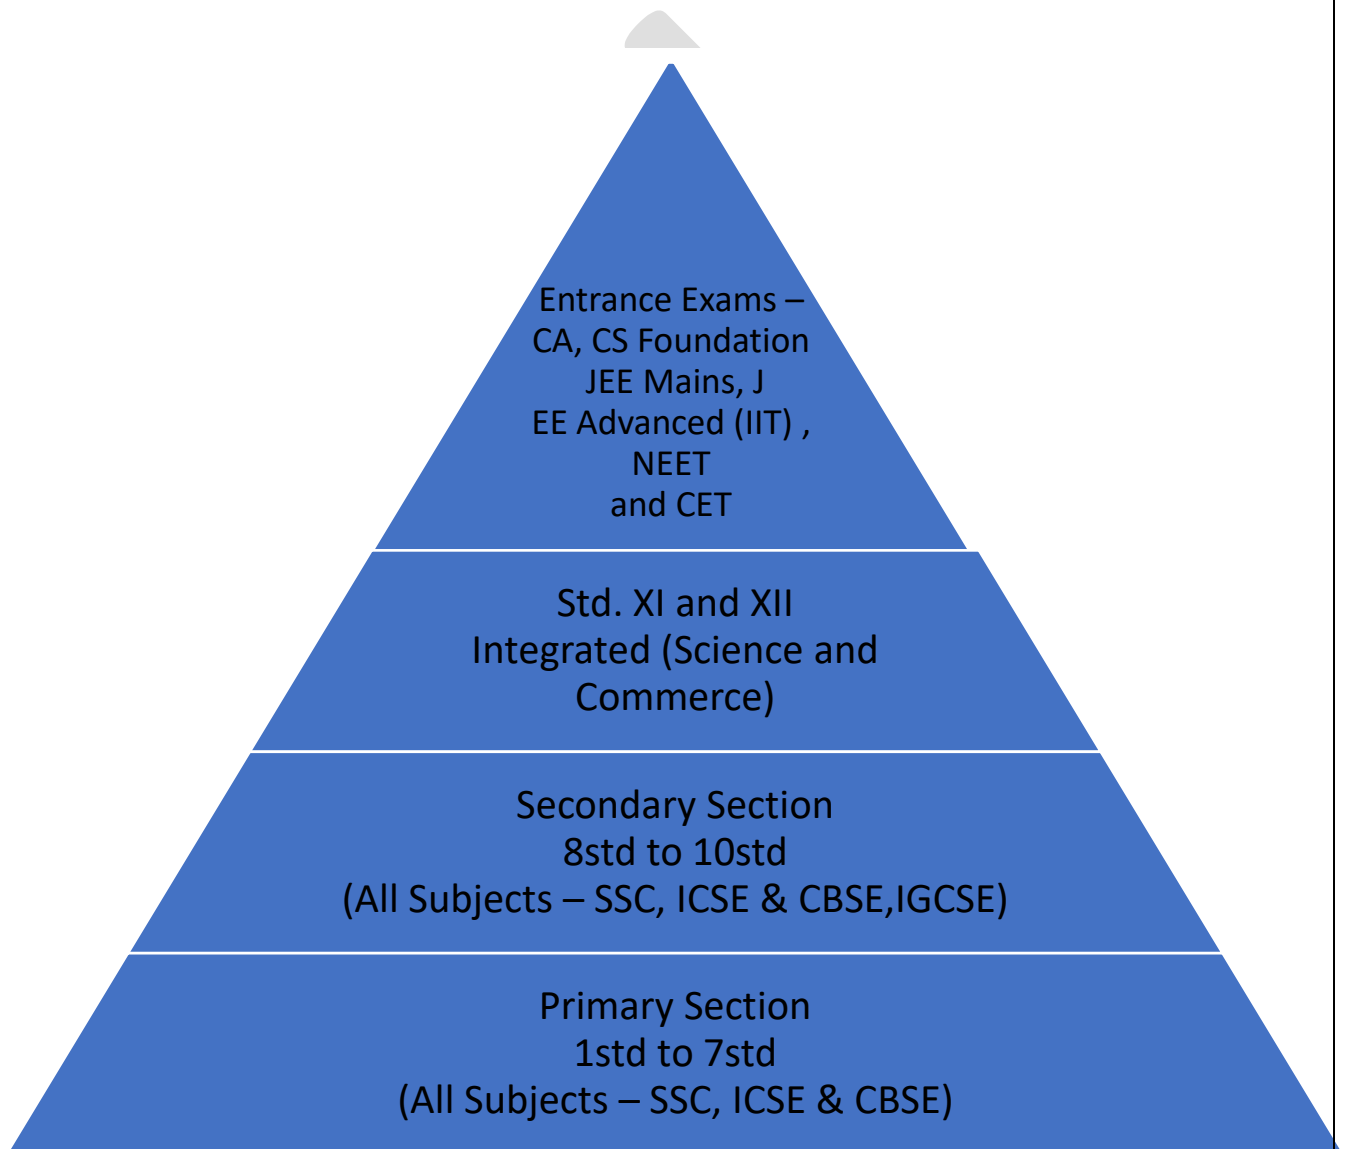 Entrance Exams –
CA, CS Foundation
JEE Mains, J
EE Advanced (IIT) ,
NEET
and CET
Std. XI and XII
Integrated (Science and
Commerce)
Secondary Section
8std to 10std
(All Subjects – SSC, ICSE & CBSE,IGCSE)
Primary Section
1std to 7std
(All Subjects – SSC, ICSE & CBSE)